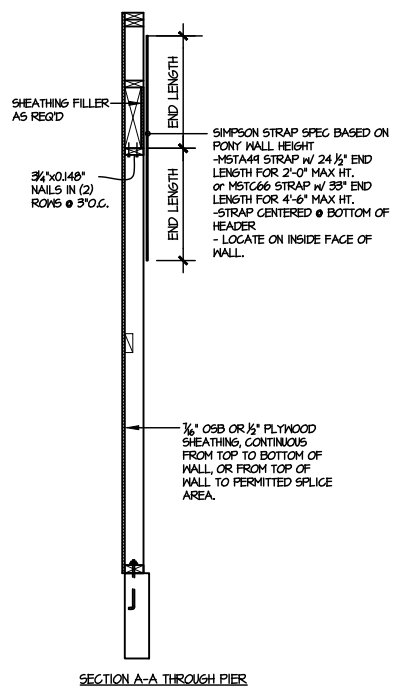 END LENGTH
SHEATHING FILLER
AS REQ'D
SIMPSON STRAP SPEC BASED ON
PONY WALL HEIGHT
-MSTA49 STRAP w/ 24 1/2" END
LENGTH FOR 2'-0" MAX HT.
or MSTC66 STRAP w/ 33" END
LENGTH FOR 4'-6" MAX HT.
-STRAP CENTERED @ BOTTOM OF
HEADER
- LOCATE ON INSIDE FACE OF
WALL.
3 1/4"x0.148"
NAILS IN (2)
ROWS @ 3"O.C.
END LENGTH
7/16" OSB OR 1/2" PLYWOOD
SHEATHING, CONTINUOUS
FROM TOP TO BOTTOM OF
WALL, OR FROM TOP OF
WALL TO PERMITTED SPLICE
AREA.
SECTION A-A THROUGH PIER